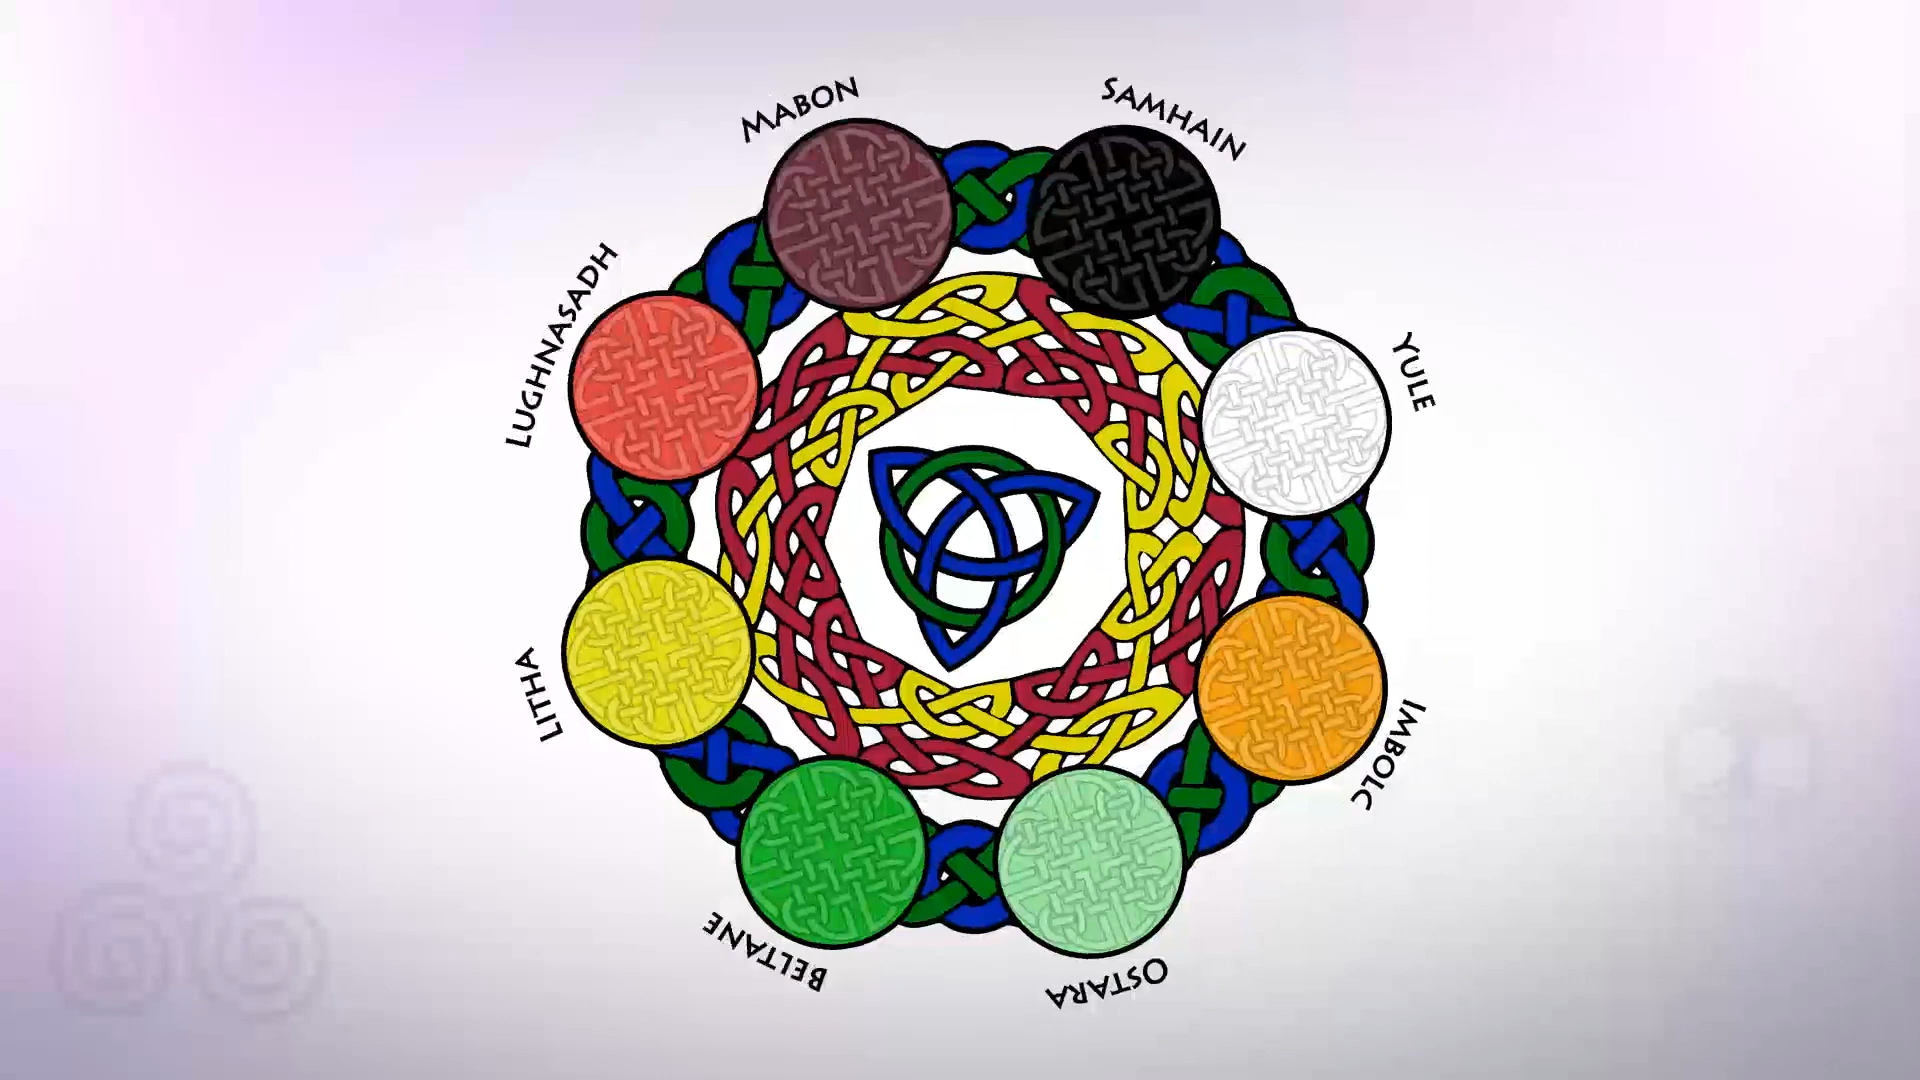 MABON
SAMHAIN
LUGHNASADH
YULE
LITHA
IMBOLC
BELTANE
OSTARA